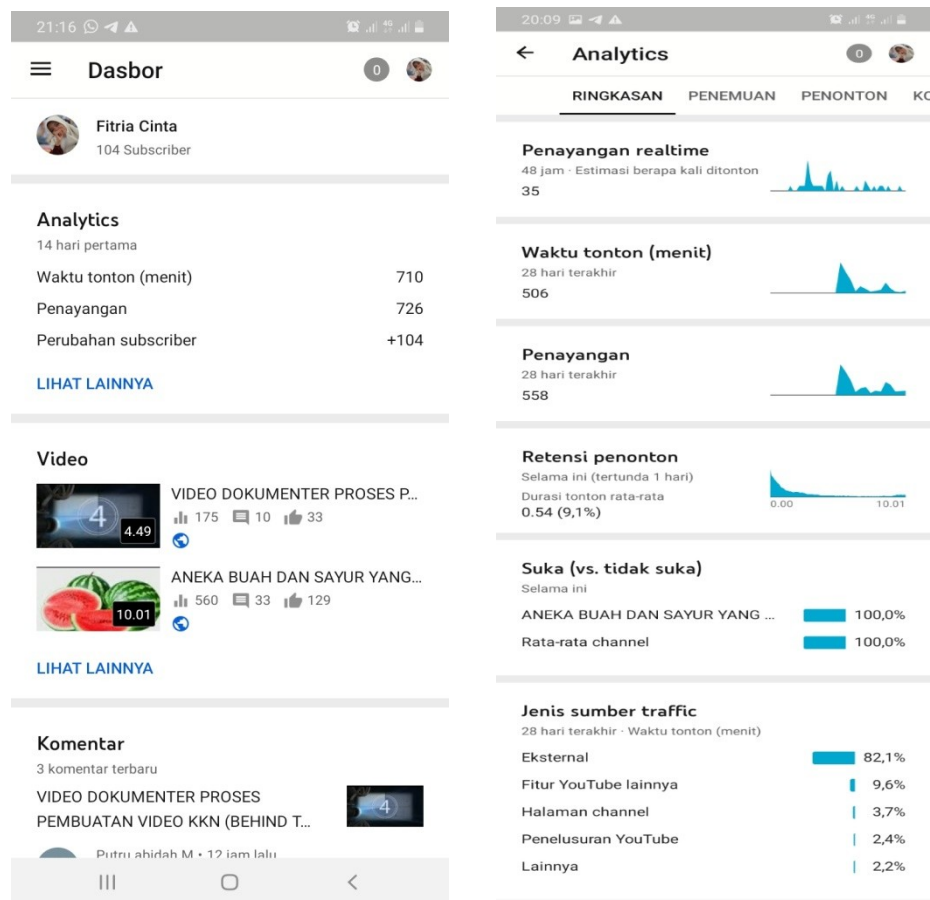 21:16
Dasbor
0
Fitria Cinta
104 Subscriber
Analytics
14 hari pertama
Waktu tonton (menit) 710
Penayangan 726
Perubahan subscriber +104
LIHAT LAINNYA
Video
4
4.49
VIDEO DOKUMENTER PROSES P...
175 10 33
10.01
ANEKA BUAH DAN SAYUR YANG...
560 33 129
LIHAT LAINNYA
Komentar
3 komentar terbaru
VIDEO DOKUMENTER PROSES
PEMBUATAN VIDEO KKN (BEHIND T...
4
Putru abidah M • 12 jam lalu
20:09
Analytics
0
RINGKASAN PENEMUAN PENONTON KO
Penayangan realtime
48 jam · Estimasi berapa kali ditonton
35
Waktu tonton (menit)
28 hari terakhir
506
Penayangan
28 hari terakhir
558
Retensi penonton
Selama ini (tertunda 1 hari)
Durasi tonton rata-rata
0.54 (9,1%)
0.00 10.01
Suka (vs. tidak suka)
Selama ini
ANEKA BUAH DAN SAYUR YANG ... 100,0%
Rata-rata channel 100,0%
Jenis sumber traffic
28 hari terakhir · Waktu tonton (menit)
Eksternal 82,1%
Fitur YouTube lainnya 9,6%
Halaman channel 3,7%
Penelusuran YouTube 2,4%
Lainnya 2,2%